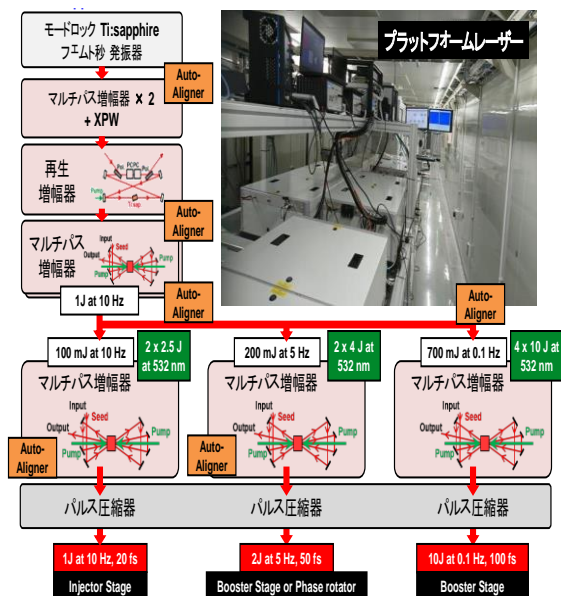 モードロック Ti:sapphire
フェムト秒 発振器
プラットフォームレーザー
Auto-
Aligner
マルチパス増幅器 × 2
+ XPW
再生
増幅器
Pol.
PC
PC
Pol.
Pump
Ti:sap.
Auto-
Aligner
マルチパス
増幅器
Input
Seed
Output
Pump
Pump
1J at 10 Hz
Auto-
Aligner
Auto-
Aligner
100 mJ at 10 Hz
2 x 2.5 J
at 532 nm
200 mJ at 5 Hz
2 x 4 J at
532 nm
700 mJ at 0.1 Hz
4 x 10 J at
532 nm
マルチパス増幅器
マルチパス増幅器
マルチパス増幅器
Input
Seed
Output
Pump
Pump
Input
Seed
Output
Pump
Pump
Input
Seed
Output
Pump
Pump
Auto-
Aligner
Auto-
Aligner
パルス圧縮器
パルス圧縮器
パルス圧縮器
1J at 10 Hz, 20 fs
2J at 5 Hz, 50 fs
10J at 0.1 Hz, 100 fs
Injector Stage
Booster Stage or Phase rotator
Booster Stage